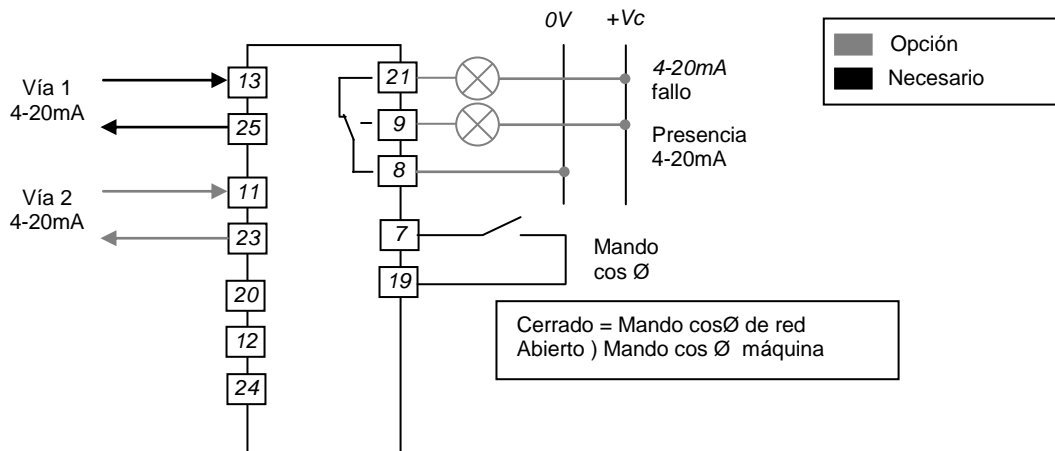 0V
+Vc
Opción
Necesario
Vía 1
4-20mA
13
25
21
4-20mA
fallo
9
Presencia
4-20mA
8
Vía 2
4-20mA
11
23
7
Mando
cos Ø
19
20
12
24
Cerrado = Mando cosØ de red
Abierto ) Mando cos Ø máquina